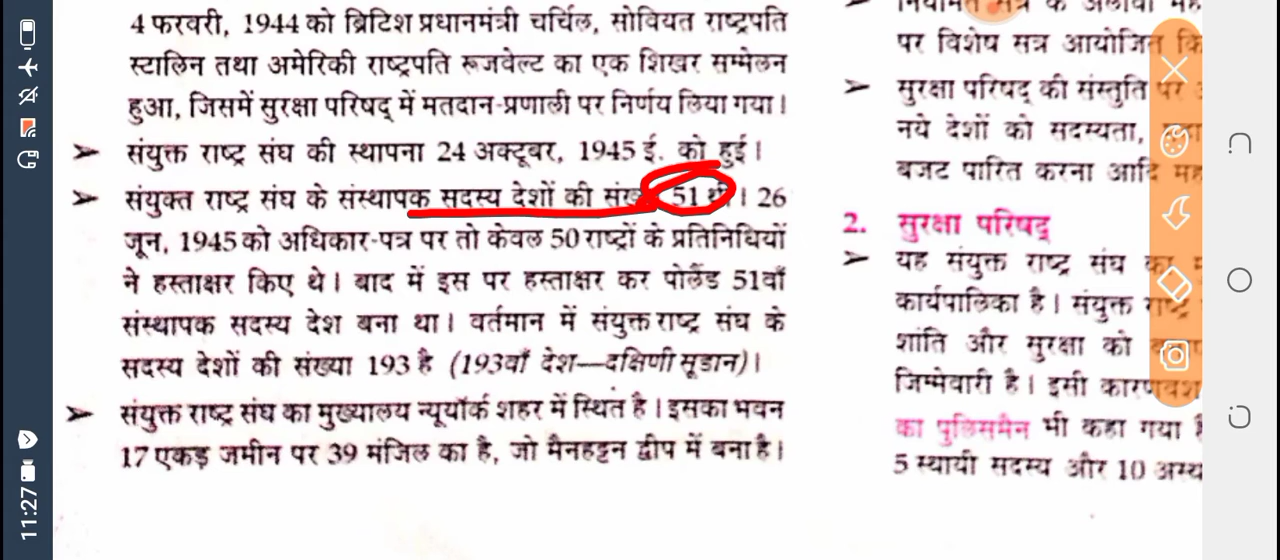 4 फरवरी, 1944 को ब्रिटिश प्रधानमंत्री चर्चिल, सोवियत राष्ट्रपति
स्टालिन तथा अमेरिकी राष्ट्रपति रूजवेल्ट का एक शिखर सम्मेलन
हुआ, जिसमें सुरक्षा परिषद् में मतदान-प्रणाली पर निर्णय लिया गया।
➤ संयुक्त राष्ट्र संघ की स्थापना 24 अक्टूबर, 1945 ई. को हुई।
➤ संयुक्त राष्ट्र संघ के संस्थापक सदस्य देशों की 51 थी। 26
जून, 1945 को अधिकार-पत्र पर तो केवल 50 राष्ट्रों के प्रतिनिधियों
ने हस्ताक्षर किए थे। बाद में इस पर हस्ताक्षर कर पोलैंड 51वाँ
संस्थापक सदस्य देश बना था। वर्तमान में संयुक्त राष्ट्र संघ के
सदस्य देशों की संख्या 193 है (193वाँ देश—दक्षिणी सूडान)।
➤ संयुक्त राष्ट्र संघ का मुख्यालय न्यूयॉर्क शहर में स्थित है। इसका भवन
17 एकड़ जमीन पर 39 मंजिल का है, जो मैनहट्टन द्वीप में बना है।
पर विशेष सत्र आयोजित
➤ सुरक्षा परिषद् की संस्तुति पर
नये देशों को सदस्यता,
बजट पारित करना आदि
2. सुरक्षा परिषद्
➤ यह संयुक्त राष्ट्र संघ का
कार्यपालिका है। संयुक्त
शांति और सुरक्षा को
जिम्मेवारी है। इसी कारणवश
का पुलिसमैन भी कहा गया
5 स्थायी सदस्य और 10
11:27